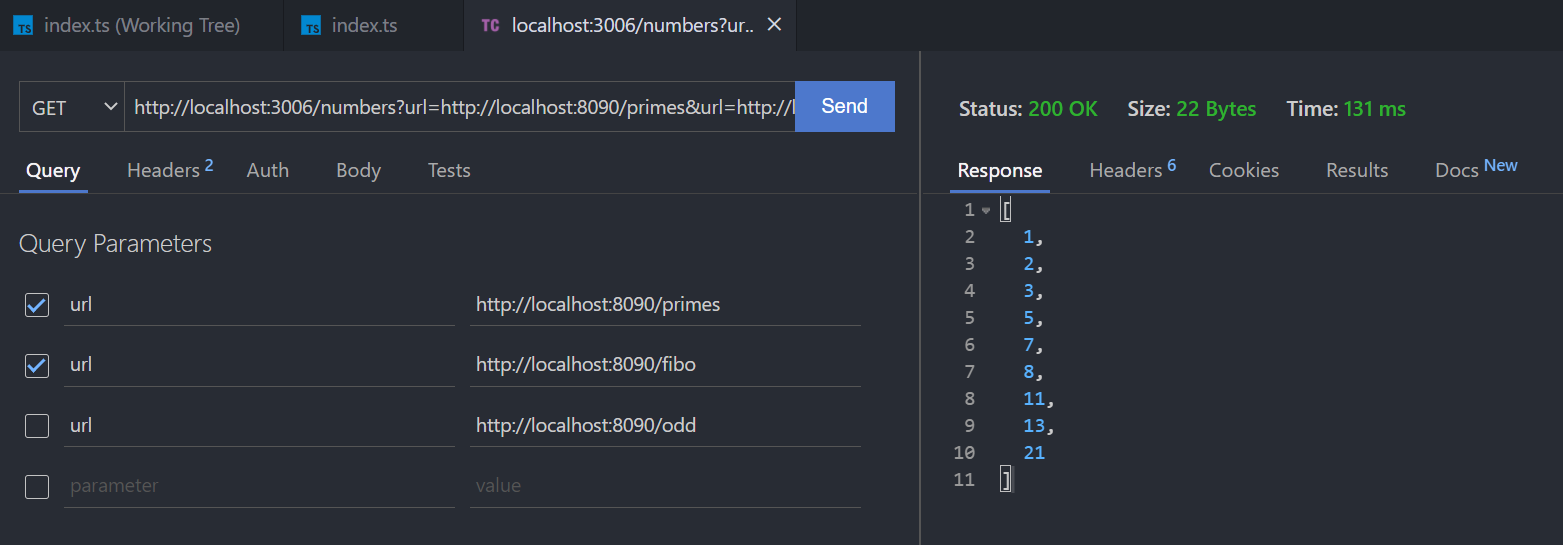 TS index.ts (Working Tree) TS index.ts TC localhost:3006/numbers?ur..
GET http://localhost:3006/numbers?url=http://localhost:8090/primes&url=http://l Send
Query Headers 2 Auth Body Tests
Query Parameters
url http://localhost:8090/primes
url http://localhost:8090/fibo
url http://localhost:8090/odd
parameter value
Status: 200 OK Size: 22 Bytes Time: 131 ms
Response Headers 6 Cookies Results Docs New
1 [
2 1,
3 2,
4 3,
5 5,
6 7,
7 8,
8 11,
9 13,
10 21
11 ]